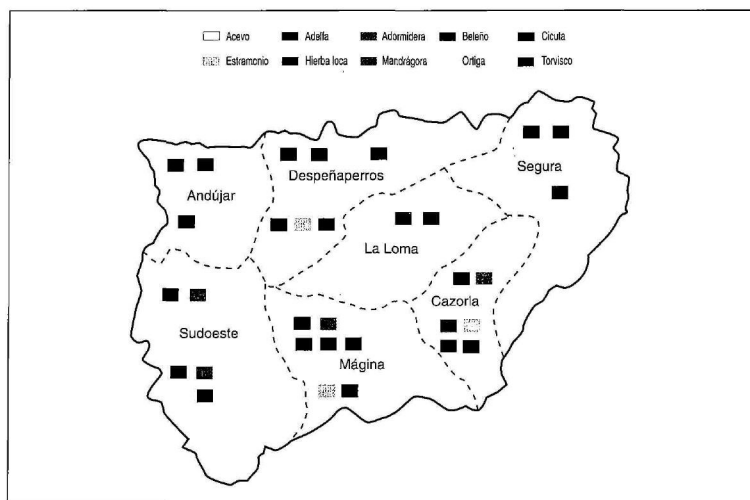 Acevo Adelfa Adormidera Beleño Cicuta
Estramonio Hierba loca Mandrágora Ortiga Torvisco
Segura
Despeñaperros
Andújar
La Loma
Cazorla
Sudoeste
Mágina